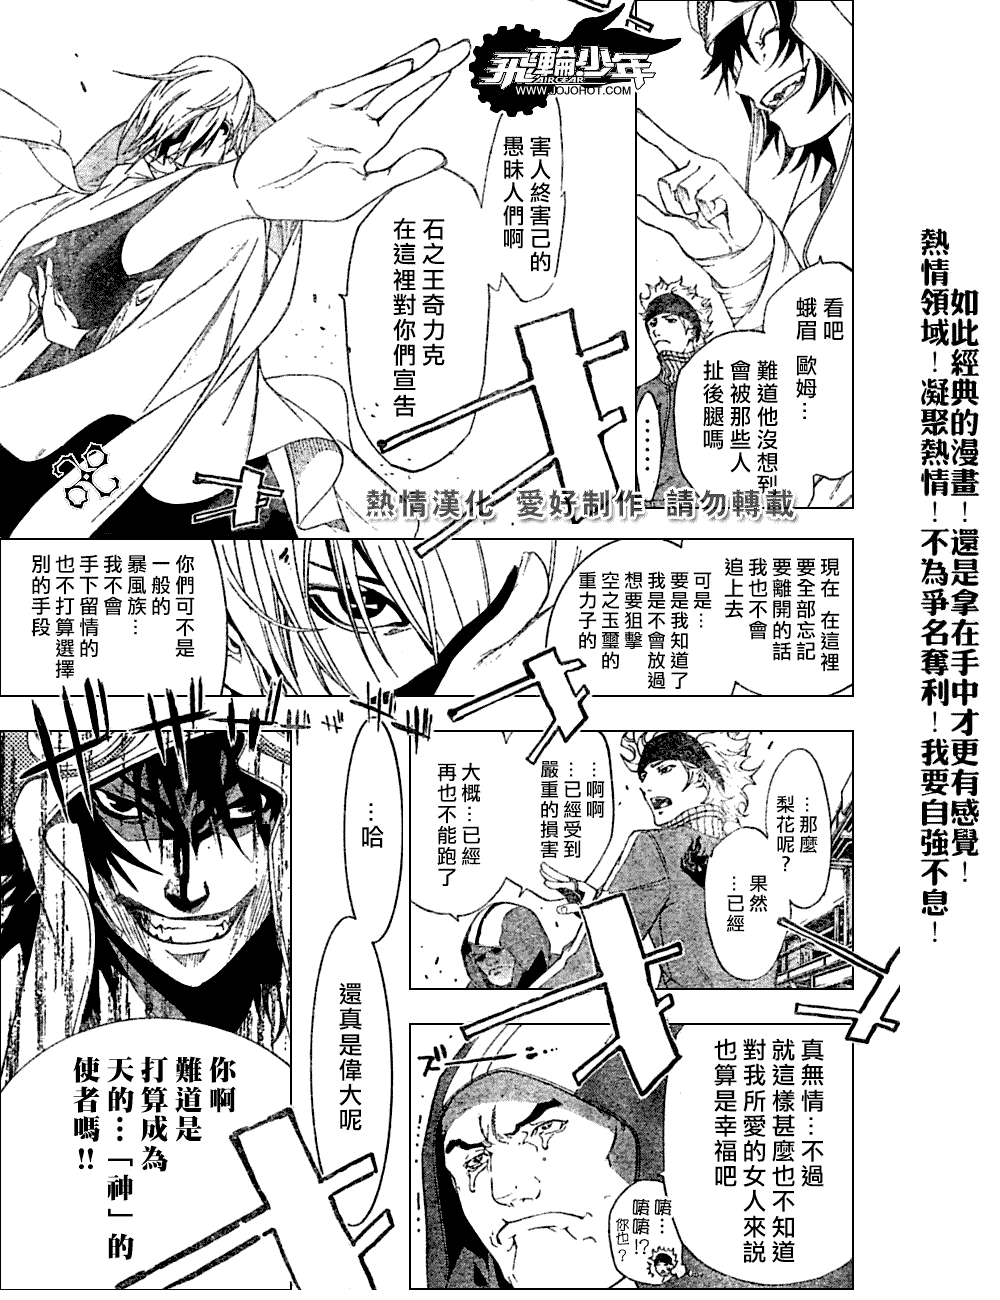 飛輪少年
AIRGEAR
WWW.JOJOHOT.COM
看吧
蛾眉 歐姆…
難道他沒想到
會被那些人
扯後腿嗎
……
害人終害己的
愚昧人們啊
石之王奇力克
在這裡對你們宣告
熱情漢化 愛好制作 請勿轉載
現在 在這裡
要全部忘記
要離開的話
我也不會
追上去
可是…
要是我知道了
我是不會放過
想要狙擊
空之玉璽的
重力子的
你們可不是
一般的
暴風族…
我不會
手下留情的
也不打算選擇
別的手段
…那麼
梨花呢?
果然
…已經
…啊啊
…已經受到
嚴重的損害
大概…已經
再也不能跑了
真無情…不過
就這樣甚麼也不知道
對我所愛的女人來說
也算是幸福吧
唷…
唷唷!?
你也?
…哈
還真是偉大呢
你啊
難道是
打算成為
天的…「神」的
使者嗎!!
如此經典的漫畫!還是拿在手中才更有感覺!
熱情領域!凝聚熱情!不為爭名奪利!我要自強不息!